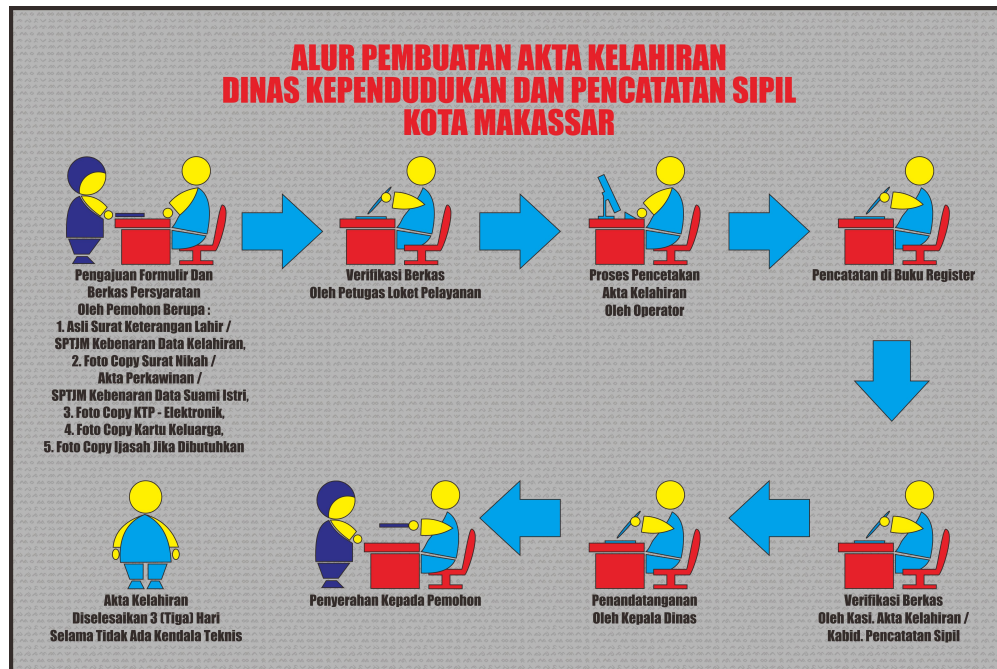 ALUR PEMBUATAN AKTA KELAHIRAN
DINAS KEPENDUDUKAN DAN PENCATATAN SIPIL
KOTA MAKASSAR
Pengajuan Formulir Dan
Berkas Persyaratan
Oleh Pemohon Berupa :
1. Asli Surat Keterangan Lahir /
SPTJM Kebenaran Data Kelahiran,
2. Foto Copy Surat Nikah /
Akta Perkawinan /
SPTJM Kebenaran Data Suami Istri,
3. Foto Copy KTP - Elektronik,
4. Foto Copy Kartu Keluarga,
5. Foto Copy Ijasah Jika Dibutuhkan
Verifikasi Berkas
Oleh Petugas Loket Pelayanan
Proses Pencetakan
Akta Kelahiran
Oleh Operator
Pencatatan di Buku Register
Verifikasi Berkas
Oleh Kasi. Akta Kelahiran /
Kabid. Pencatatan Sipil
Penandatanganan
Oleh Kepala Dinas
Penyerahan Kepada Pemohon
Akta Kelahiran
Diselesaikan 3 (Tiga) Hari
Selama Tidak Ada Kendala Teknis